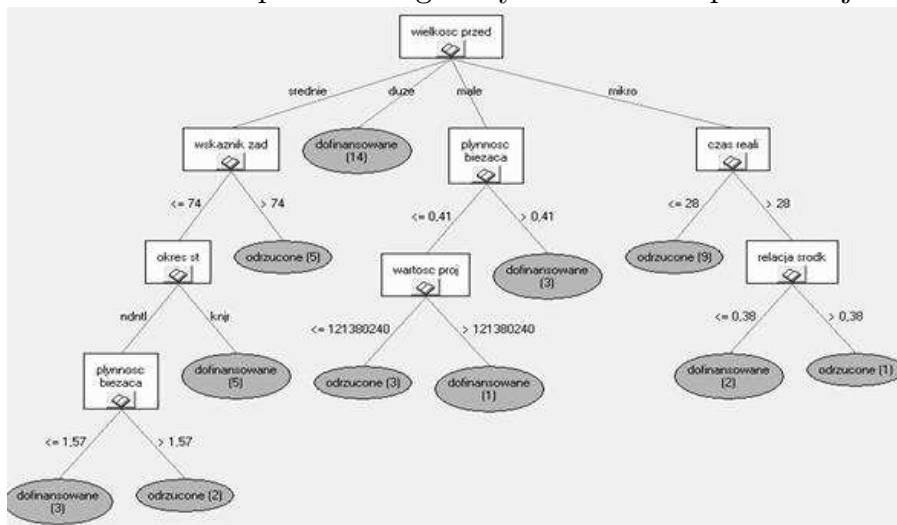 wielkosc przed
srednie
duze
male
mikro
wskaznik zad
dofinansowane
(14)
plynnosc
biezaca
czas reali
<= 74
> 74
<= 0,41
> 0,41
<= 28
> 28
okres st
odrzucone (5)
wartosc proj
dofinansowane
(3)
odrzucone (9)
relacja srodk
ndntl
knjr
<= 121380240
> 121380240
<= 0,38
> 0,38
plynnosc
biezaca
dofinansowane
(5)
odrzucone (3)
dofinansowane
(1)
dofinansowane
(2)
odrzucone (1)
<= 1,57
> 1,57
dofinansowane
(3)
odrzucone (2)